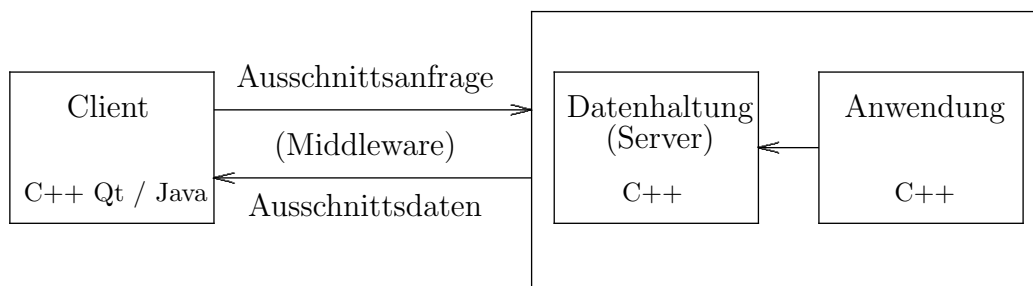 Client
C++ Qt / Java
Ausschnittsanfrage
(Middleware)
Ausschnittsdaten
Datenhaltung
(Server)
C++
Anwendung
C++